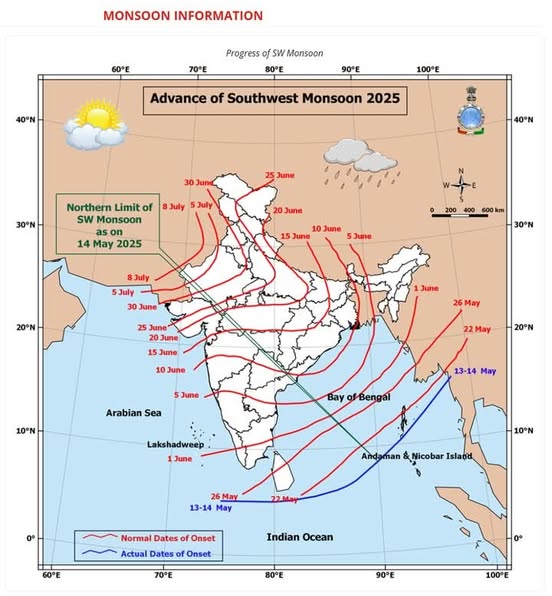 MONSOON INFORMATION
Progress of SW Monsoon
60°E 70°E 80°E 90°E 100°E
Advance of Southwest Monsoon 2025
40°N 40°N
N
W E
S
0 200 400 600 km
25 June
30 June
Northern Limit of
SW Monsoon
as on
14 May 2025
8 July 5 July
20 June
30°N 30°N
10 June
15 June 5 June
8 July
5 July
1 June
30 June
26 May
25 June
20°N 20°N
22 May
20 June
15 June
10 June
13-14 May
5 June
Bay of Bengal
Arabian Sea
10°N 10°N
Lakshadweep
1 June
Andaman & Nicobar Island
26 May 22 May
13-14 May
0° 0°
Indian Ocean
Normal Dates of Onset
Actual Dates of Onset
60°E 70°E 80°E 90°E 100°E